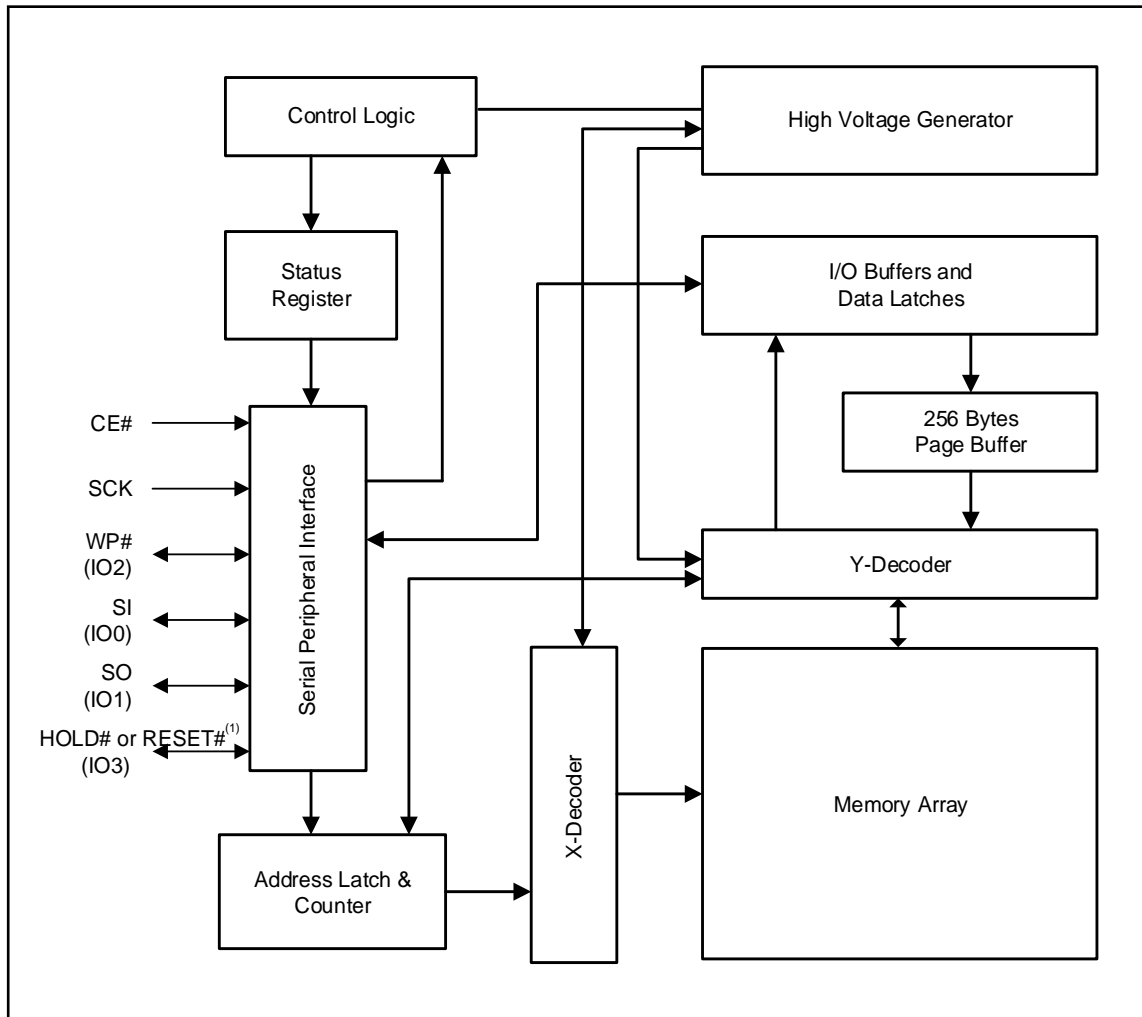 Control Logic
High Voltage Generator
Status
Register
I/O Buffers and
Data Latches
256 Bytes
Page Buffer
CE#
SCK
WP#
(IO2)
SI
(IO0)
SO
(IO1)
HOLD# or RESET#(1)
(IO3)
Serial Peripheral Interface
Y-Decoder
X-Decoder
Memory Array
Address Latch &
Counter